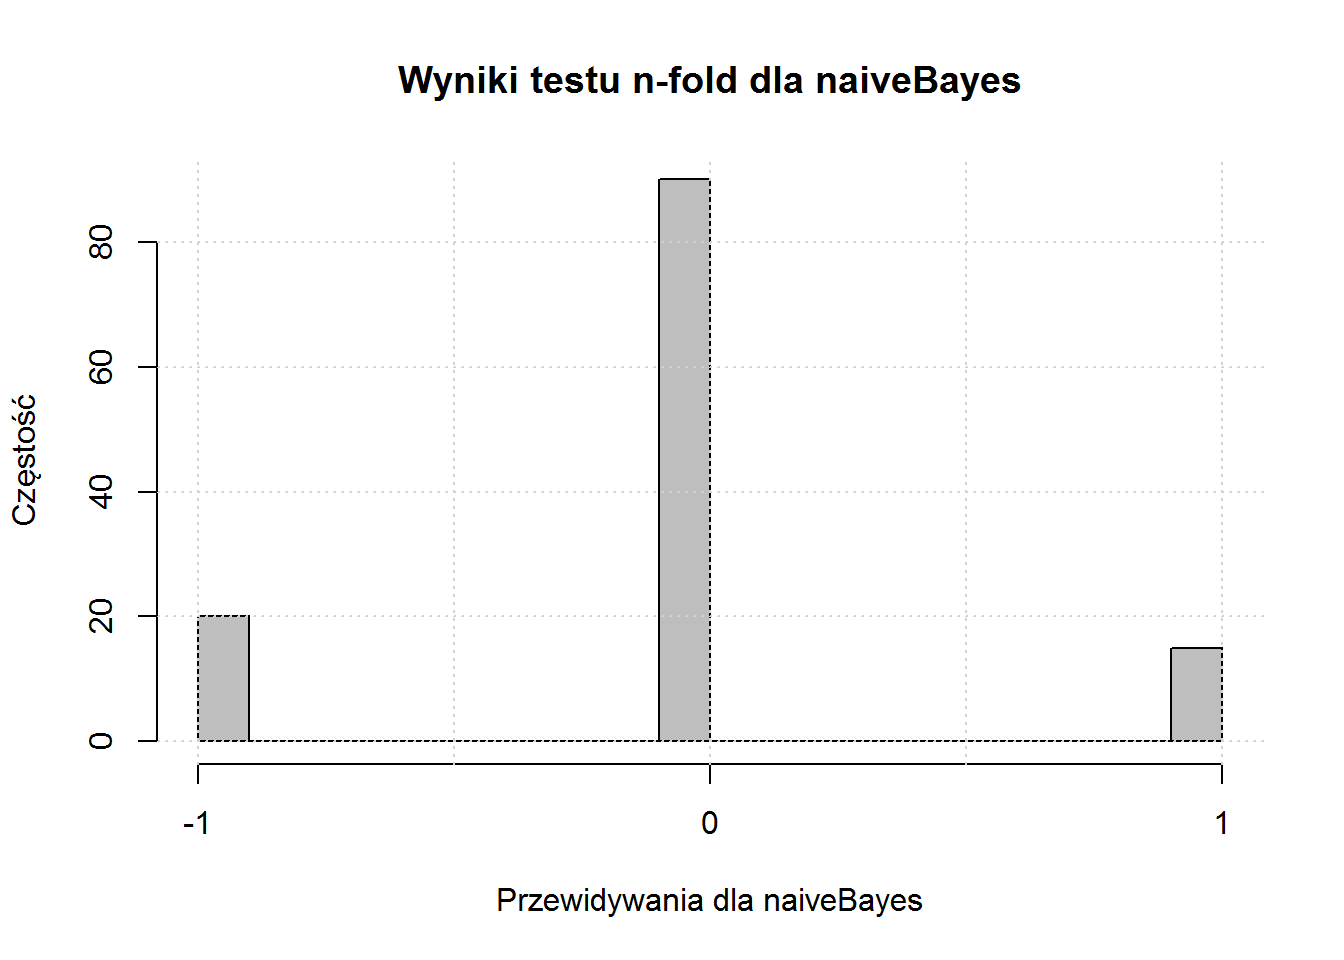 Wyniki testu n-fold dla naiveBayes
Częstość
80
60
40
20
0
-1 0 1
Przewidywania dla naiveBayes